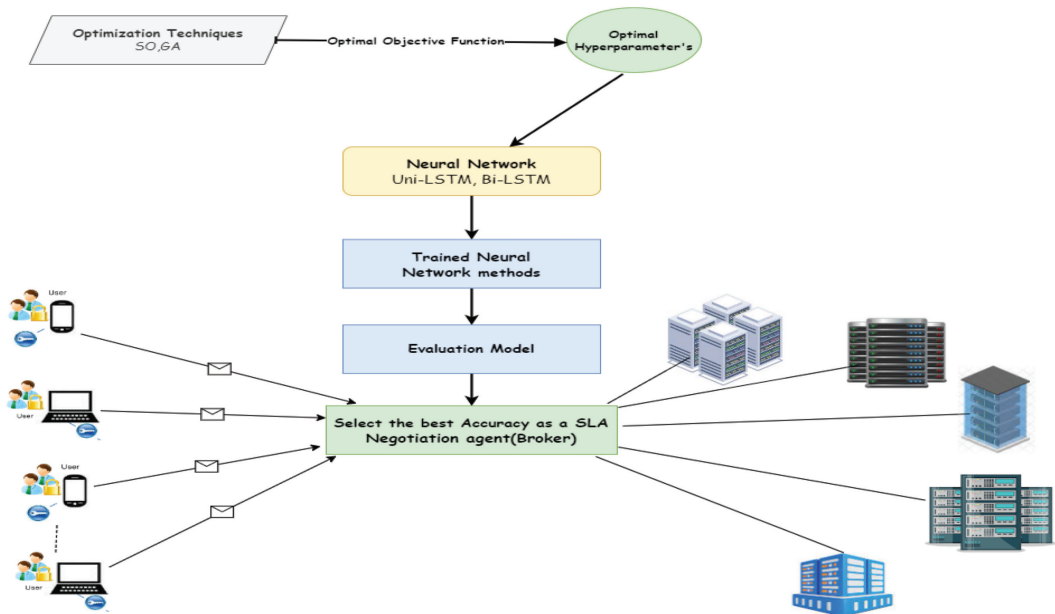 Optimization Techniques
SO,GA
Optimal Objective Function
Optimal
Hyperparameter's
Neural Network
Uni-LSTM, Bi-LSTM
Trained Neural
Network methods
Evaluation Model
Select the best Accuracy as a SLA
Negotiation agent(Broker)
User
User
User
User